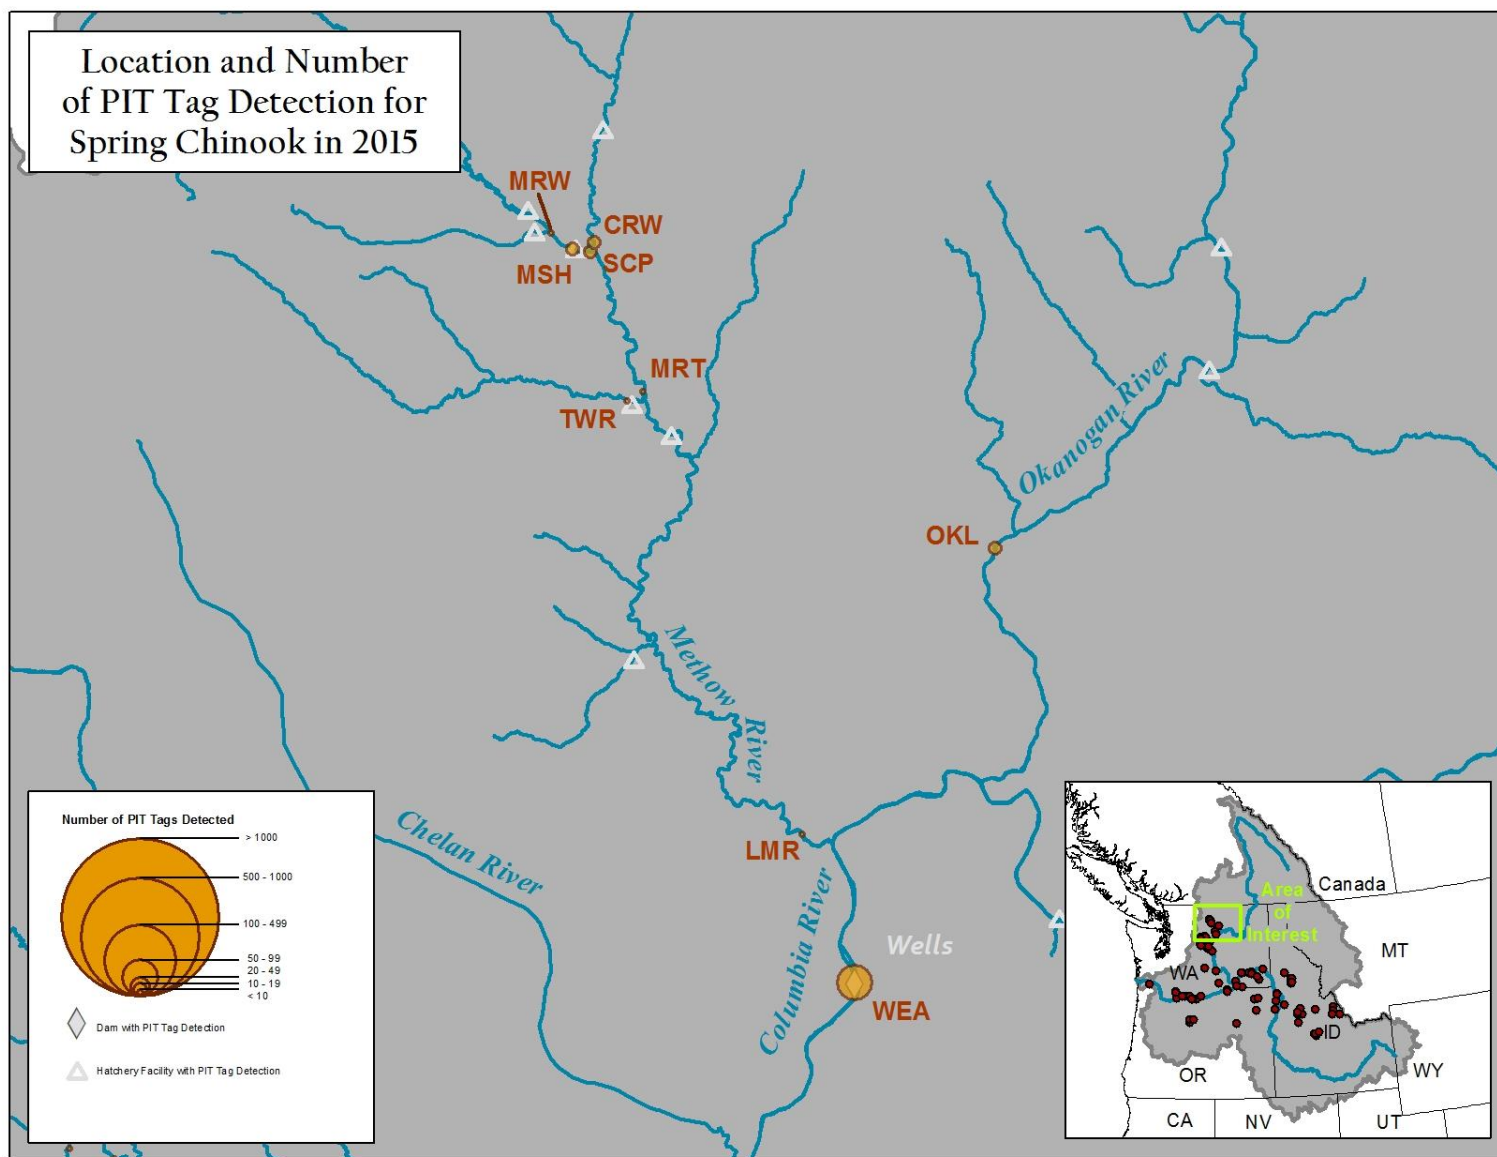 Location and Number
of PIT Tag Detection for
Spring Chinook in 2015
MRW
CRW
MSH
SCP
MRT
TWR
Okanogan River
OKL
Methow
River
LMR
Chelan River
Columbia River
Wells
WEA
Number of PIT Tags Detected
> 1000
500 - 1000
100 - 499
50 - 99
20 - 49
10 - 19
< 10
Dam with PIT Tag Detection
Hatchery Facility with PIT Tag Detection
Canada
Area
of
Interest
MT
WA
ID
OR
WY
CA
NV
UT